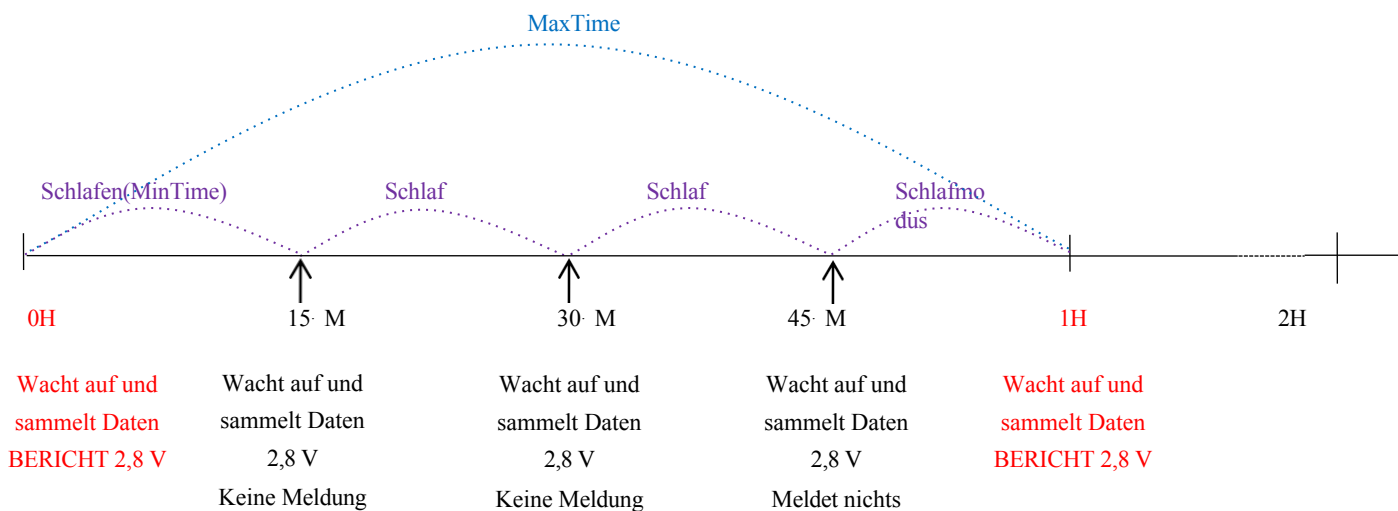 MaxTime
Schlafen(MinTime)
Schlaf
Schlaf
Schlafmo
dus
0H
15· M
30· M
45· M
1H
2H
Wacht auf und
sammelt Daten
BERICHT 2,8 V
Wacht auf und
sammelt Daten
2,8 V
Keine Meldung
Wacht auf und
sammelt Daten
2,8 V
Keine Meldung
Wacht auf und
sammelt Daten
2,8 V
Meldet nichts
Wacht auf und
sammelt Daten
BERICHT 2,8 V